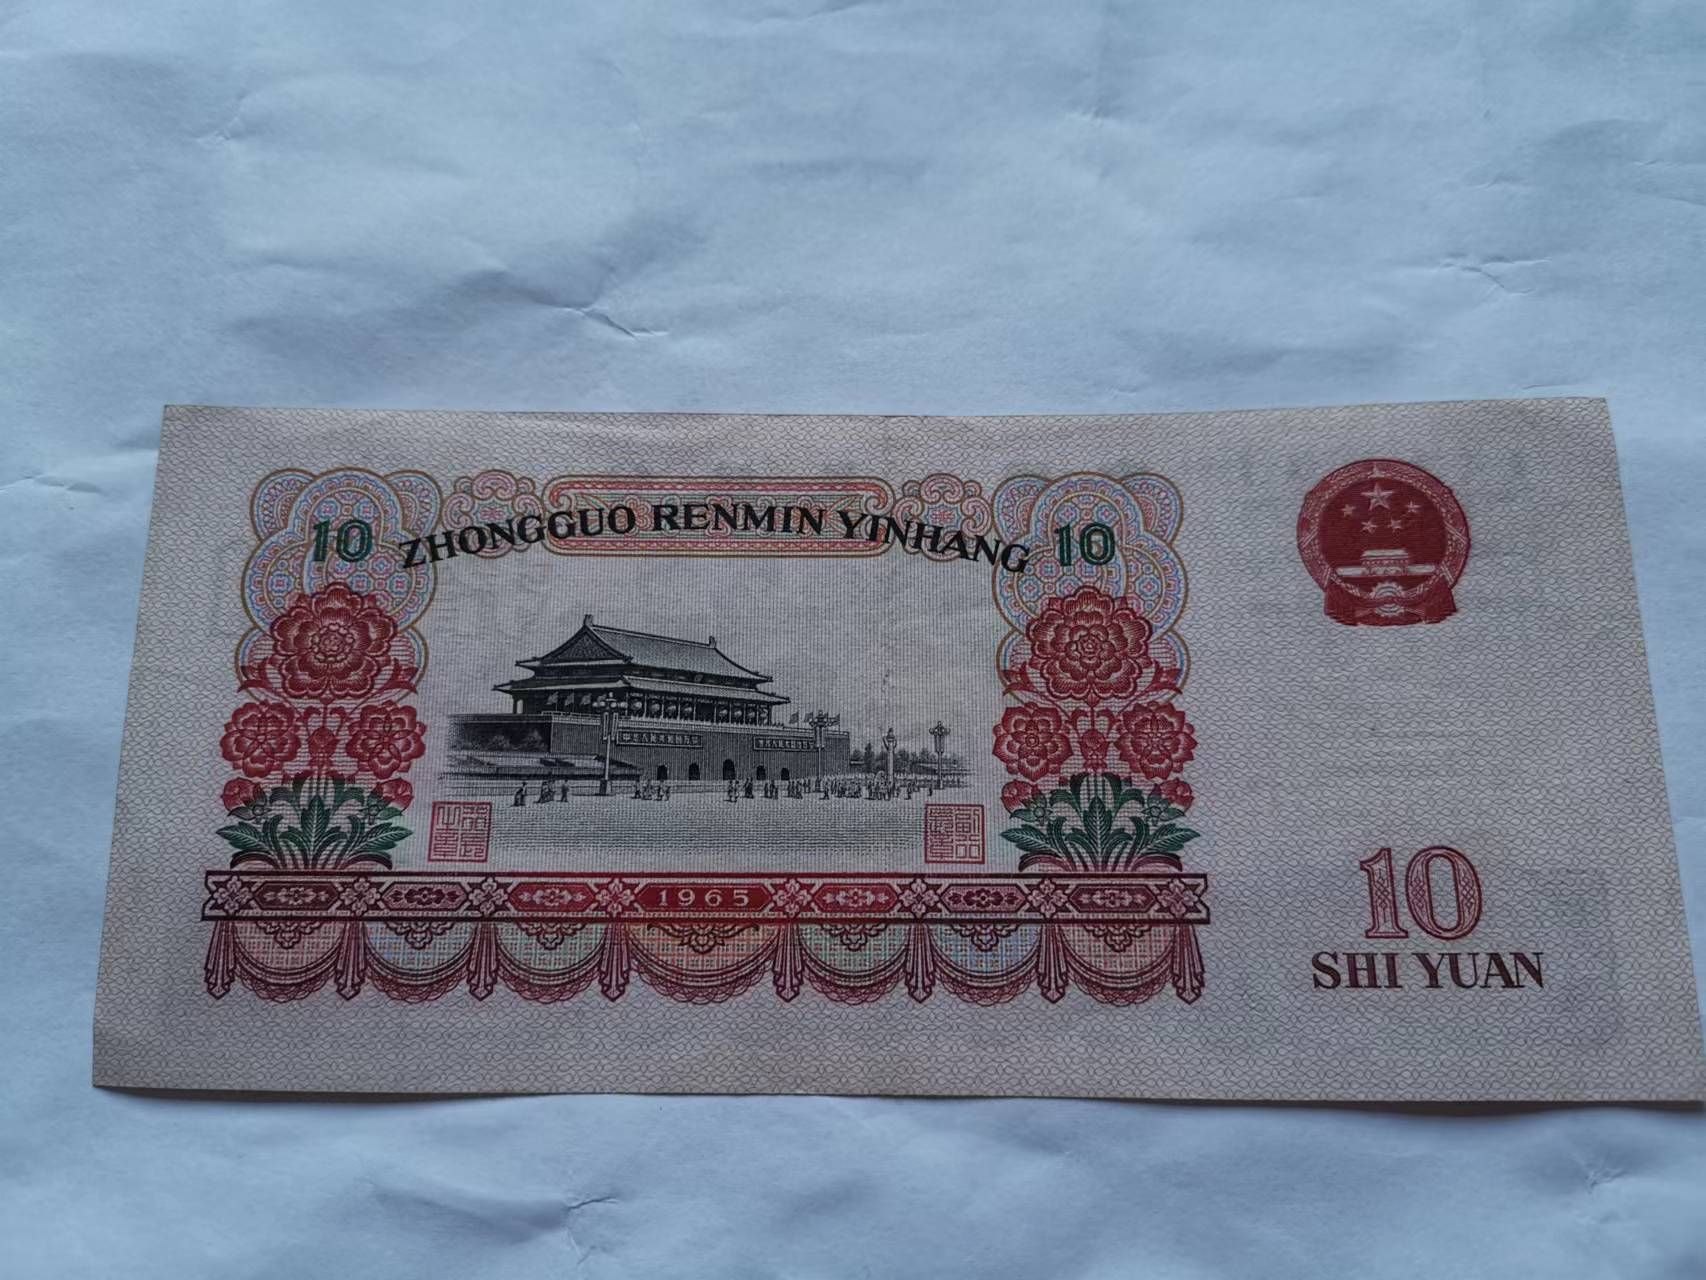 10 ZHONGGUO RENMIN YINHANG 10
1965
10
SHI YUAN